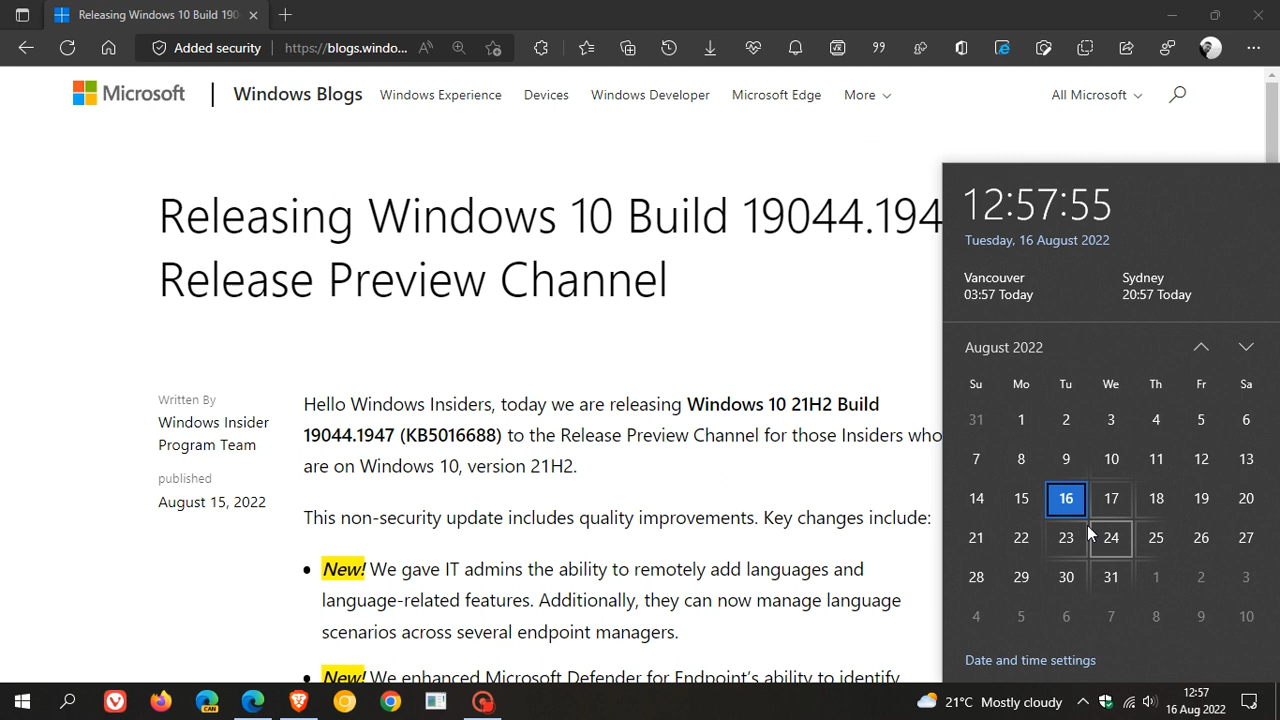 Releasing Windows 10 Build 190
Added security
https://blogs.windo...
Microsoft
Windows Blogs
Windows Experience
Devices
Windows Developer
Microsoft Edge
More
All Microsoft
Releasing Windows 10 Build 19044.194
Release Preview Channel
Written By
Windows Insider
Program Team
published
August 15, 2022
Hello Windows Insiders, today we are releasing Windows 10 21H2 Build
19044.1947 (KB5016688) to the Release Preview Channel for those Insiders who
are on Windows 10, version 21H2.
This non-security update includes quality improvements. Key changes include:
New! We gave IT admins the ability to remotely add languages and
language-related features. Additionally, they can now manage language
scenarios across several endpoint managers.
New! We enhanced Microsoft Defender for Endpoint's ability to identify
12:57:55
Tuesday, 16 August 2022
Vancouver
03:57 Today
Sydney
20:57 Today
August 2022
Su Mo Tu We Th Fr Sa
31 1 2 3 4 5 6
7 8 9 10 11 12 13
14 15 16 17 18 19 20
21 22 23 24 25 26 27
28 29 30 31 1 2 3
4 5 6 7 8 9 10
Date and time settings
CAN
21°C Mostly cloudy
12:57
16 Aug 2022